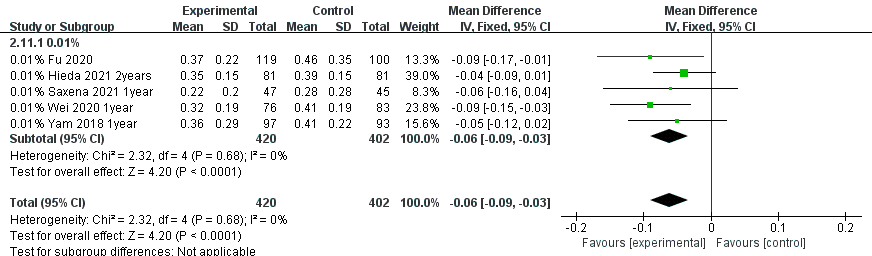 Experimental Control Mean Difference Mean Difference
Study or Subgroup Mean SD Total Mean SD Total Weight IV, Fixed, 95% CI IV, Fixed, 95% CI
2.11.1 0.01%
0.01% Fu 2020 0.37 0.22 119 0.46 0.35 100 13.3% -0.09 [-0.17, -0.01]
0.01% Hieda 2021 2years 0.35 0.15 81 0.39 0.15 81 39.0% -0.04 [-0.09, 0.01]
0.01% Saxena 2021 1year 0.22 0.2 47 0.28 0.28 45 8.3% -0.06 [-0.16, 0.04]
0.01% Wei 2020 1year 0.32 0.19 76 0.41 0.19 83 23.8% -0.09 [-0.15, -0.03]
0.01% Yam 2018 1year 0.36 0.29 97 0.41 0.22 93 15.6% -0.05 [-0.12, 0.02]
Subtotal (95% CI) 420 402 100.0% -0.06 [-0.09, -0.03]
Heterogeneity: Chi² = 2.32, df = 4 (P = 0.68); I² = 0%
Test for overall effect: Z = 4.20 (P < 0.0001)
Total (95% CI) 420 402 100.0% -0.06 [-0.09, -0.03]
Heterogeneity: Chi² = 2.32, df = 4 (P = 0.68); I² = 0%
Test for overall effect: Z = 4.20 (P < 0.0001)
Test for subgroup differences: Not applicable
-0.2 -0.1 0 0.1 0.2
Favours [experimental] Favours [control]